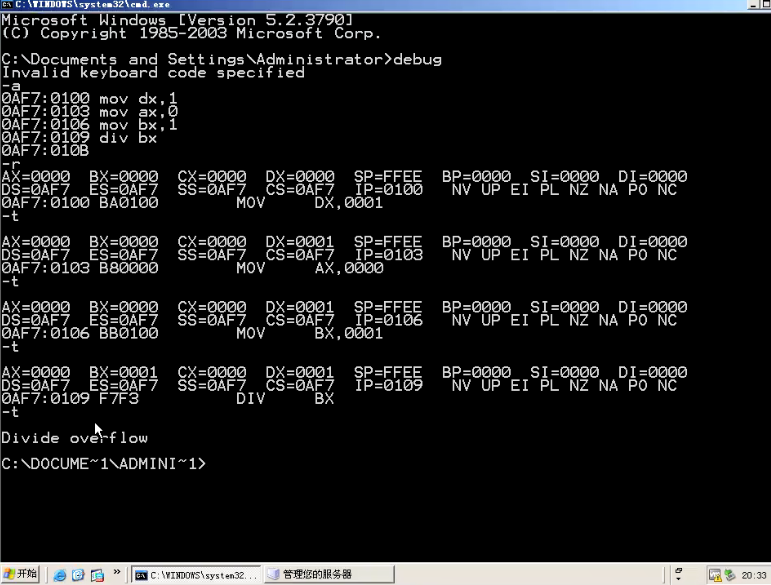 C:\WINDOWS\system32\cmd.exe
Microsoft Windows [Version 5.2.3790]
(C) Copyright 1985-2003 Microsoft Corp.
C:\Documents and Settings\Administrator>debug
Invalid keyboard code specified
-a
0AF7:0100 mov dx,1
0AF7:0103 mov ax,0
0AF7:0106 mov bx,1
0AF7:0109 div bx
0AF7:010B
-r
AX=0000 BX=0000 CX=0000 DX=0000 SP=FFEE BP=0000 SI=0000 DI=0000
DS=0AF7 ES=0AF7 SS=0AF7 CS=0AF7 IP=0100 NV UP EI PL NZ NA PO NC
0AF7:0100 BA0100 MOV DX,0001
-t
AX=0000 BX=0000 CX=0000 DX=0001 SP=FFEE BP=0000 SI=0000 DI=0000
DS=0AF7 ES=0AF7 SS=0AF7 CS=0AF7 IP=0103 NV UP EI PL NZ NA PO NC
0AF7:0103 B80000 MOV AX,0000
-t
AX=0000 BX=0000 CX=0000 DX=0001 SP=FFEE BP=0000 SI=0000 DI=0000
DS=0AF7 ES=0AF7 SS=0AF7 CS=0AF7 IP=0106 NV UP EI PL NZ NA PO NC
0AF7:0106 BB0100 MOV BX,0001
-t
AX=0000 BX=0001 CX=0000 DX=0001 SP=FFEE BP=0000 SI=0000 DI=0000
DS=0AF7 ES=0AF7 SS=0AF7 CS=0AF7 IP=0109 NV UP EI PL NZ NA PO NC
0AF7:0109 F7F3 DIV BX
-t
Divide overflow
C:\DOCUME~1\ADMINI~1>
开始 » C:\WINDOWS\system32... 管理您的服务器 20:33